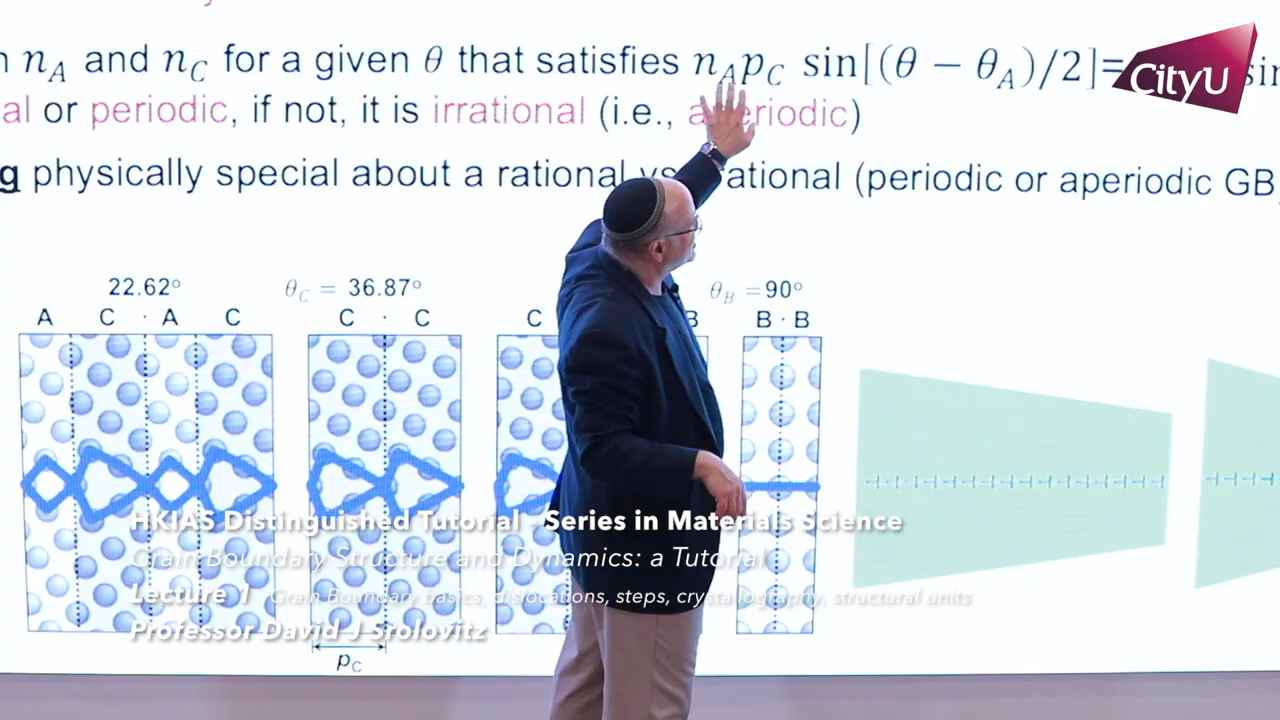 n_A and n_C for a given θ that satisfies n_A p_C sin[(θ − θ_A)/2]=
CityU
al or periodic, if not, it is irrational (i.e., a eriodic)
g physically special about a rational ational (periodic or aperiodic GB
22.62° θ_C = 36.87° θ_B =90°
A C · A C C · C C B B · B
HKIAS Distinguished Tutorial - Series in Materials Science
Grain Boundary Structure and Dynamics: a Tutorial
Lecture 1 Grain Boundary basics, dislocations, steps, crystallography, structural units
Professor David J Srolovitz
p_C